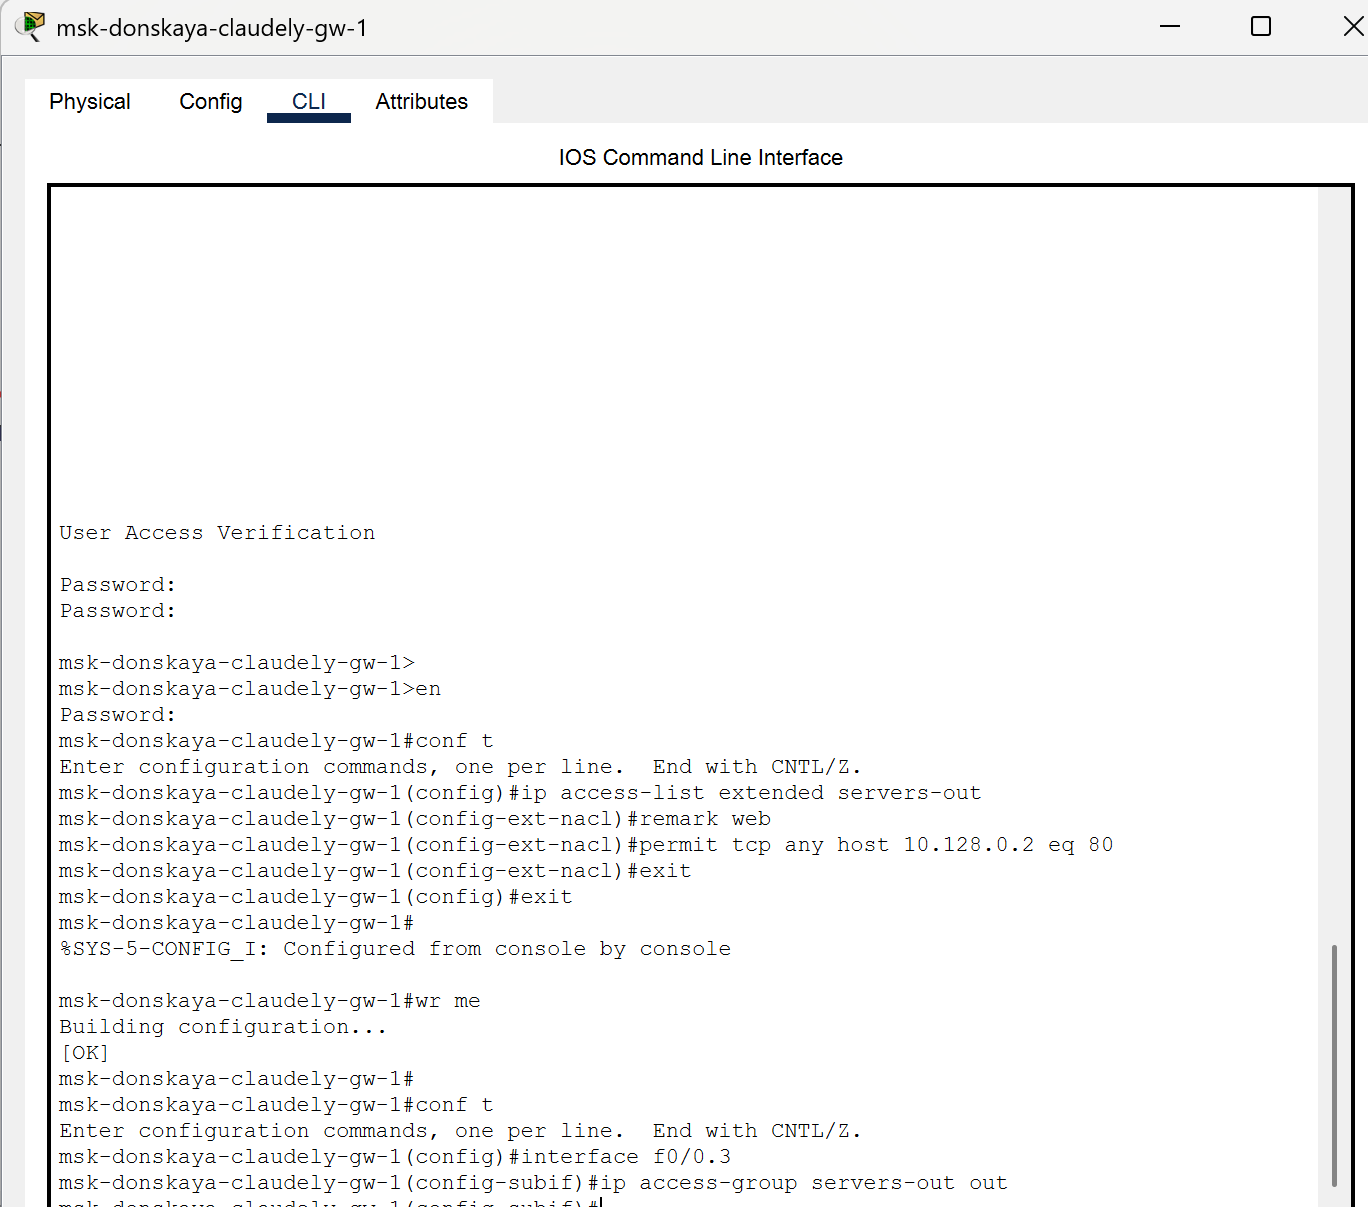 msk-donskaya-claudely-gw-1
Physical Config CLI Attributes
IOS Command Line Interface
User Access Verification
Password:
Password:
msk-donskaya-claudely-gw-1>
msk-donskaya-claudely-gw-1>en
Password:
msk-donskaya-claudely-gw-1#conf t
Enter configuration commands, one per line.  End with CNTL/Z.
msk-donskaya-claudely-gw-1(config)#ip access-list extended servers-out
msk-donskaya-claudely-gw-1(config-ext-nacl)#remark web
msk-donskaya-claudely-gw-1(config-ext-nacl)#permit tcp any host 10.128.0.2 eq 80
msk-donskaya-claudely-gw-1(config-ext-nacl)#exit
msk-donskaya-claudely-gw-1(config)#exit
msk-donskaya-claudely-gw-1#
%SYS-5-CONFIG_I: Configured from console by console
msk-donskaya-claudely-gw-1#wr me
Building configuration...
[OK]
msk-donskaya-claudely-gw-1#
msk-donskaya-claudely-gw-1#conf t
Enter configuration commands, one per line.  End with CNTL/Z.
msk-donskaya-claudely-gw-1(config)#interface f0/0.3
msk-donskaya-claudely-gw-1(config-subif)#ip access-group servers-out out
msk-donskaya-claudely-gw-1(config-subif)#